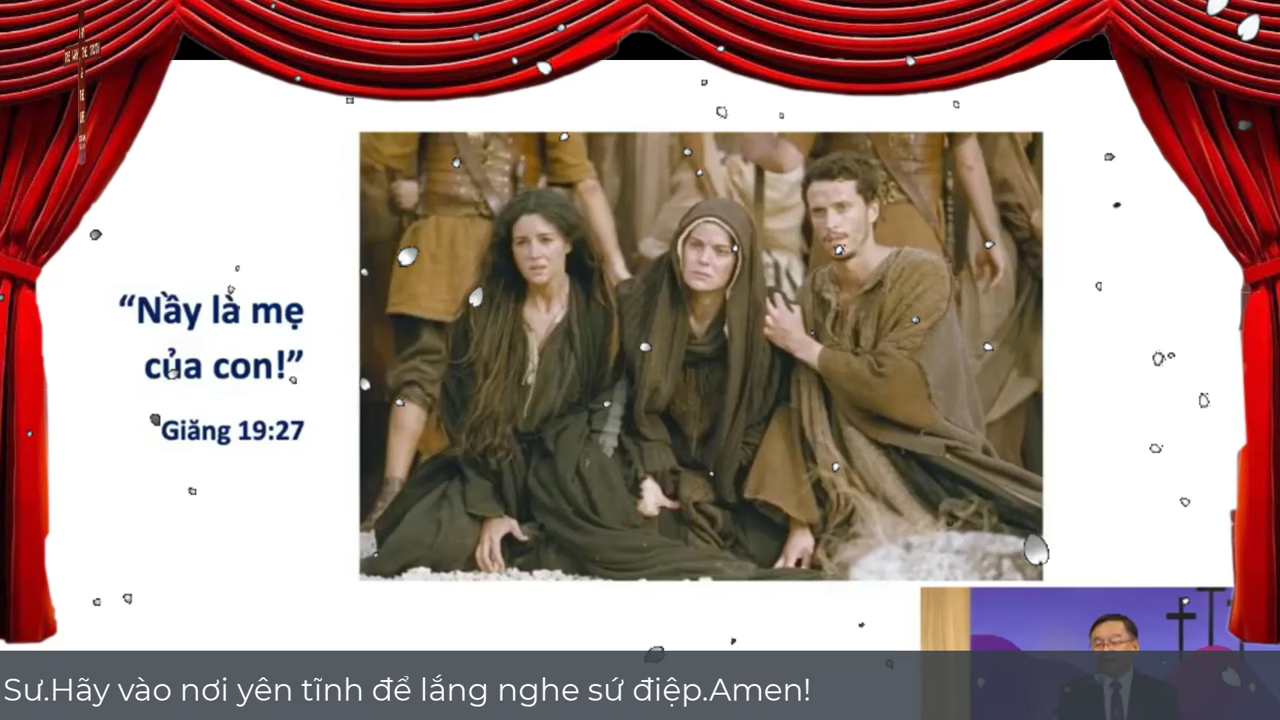 “Nầy là mẹ
của con!”
Giăng 19:27
Sư.Hãy vào nơi yên tĩnh để lắng nghe sứ điệp.Amen!